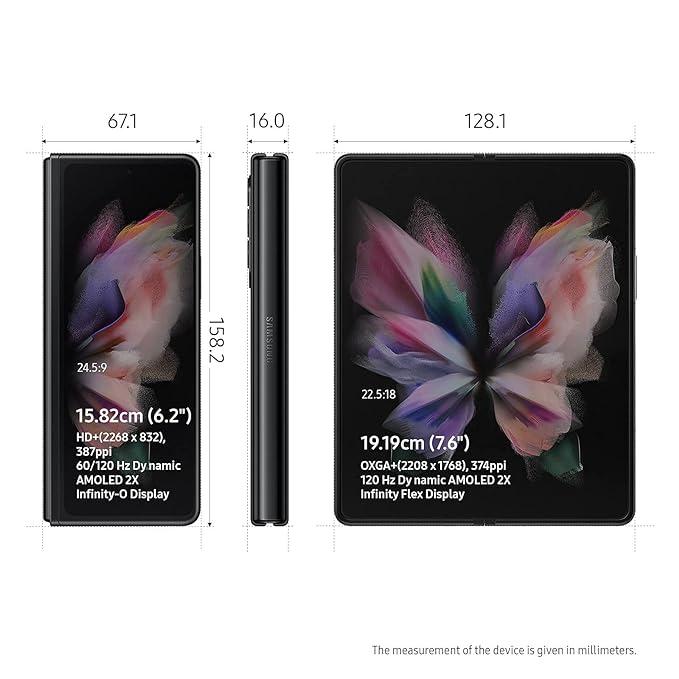 67.1
16.0
128.1
158.2
SAMSUNG
24.5:9
15.82cm (6.2")
HD+(2268 x 832),
387ppi
60/120 Hz Dy namic
AMOLED 2X
Infinity-O Display
22.5:18
19.19cm (7.6")
QXGA+(2208 x 1768), 374ppi
120 Hz Dy namic AMOLED 2X
Infinity Flex Display
The measurement of the device is given in millimeters.